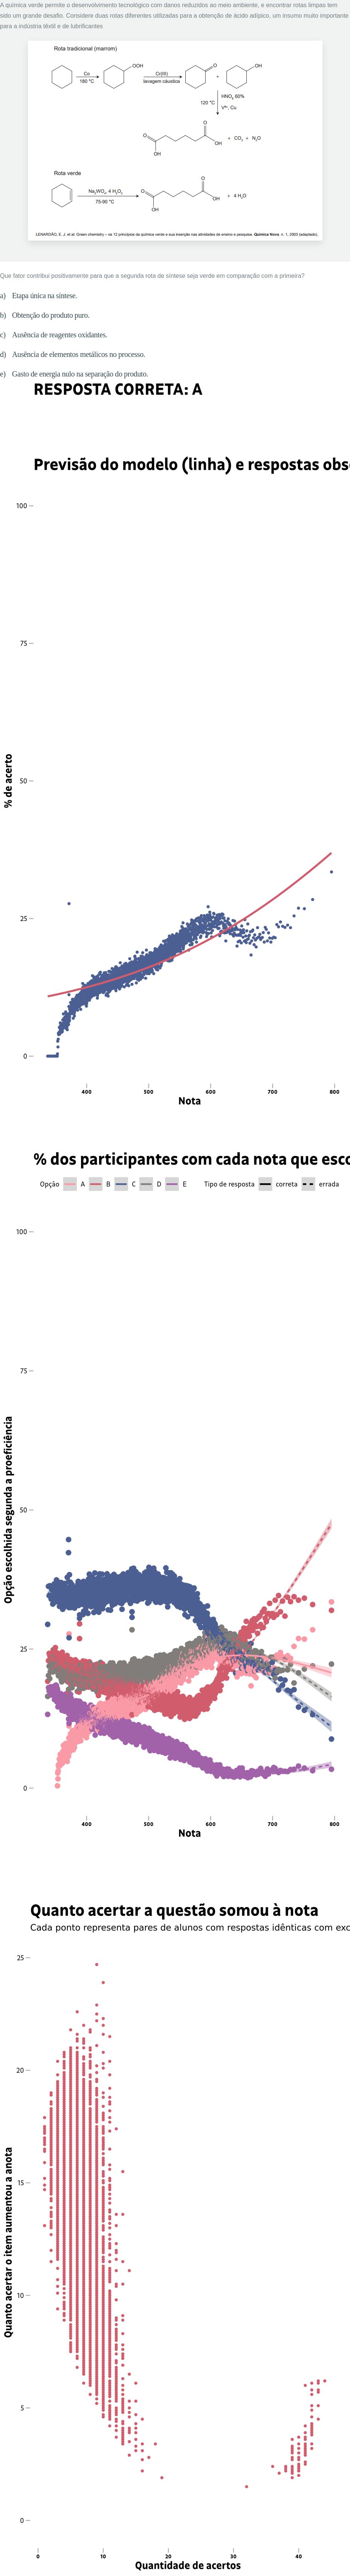 A química verde permite o desenvolvimento tecnológico com danos reduzidos ao meio ambiente, e encontrar rotas limpas tem
sido um grande desafio. Considere duas rotas diferentes utilizadas para a obtenção de ácido adípico, um insumo muito importante
para a indústria têxtil e de lubrificantes
Rota tradicional (marrom)
OOH
O
OH
Co
180 °C
Cr(III)
lavagem cáustica
+
120 °C
HNO3 60%
V5+, Cu
O
O
OH
OH
+ CO2 + N2O
Rota verde
Na2WO4, 4 H2O2
75-90 °C
O
O
OH
OH
+ 4 H2O
LENARDÃO, E. J. et al. Green chemistry – os 12 princípios da química verde e sua inserção nas atividades de ensino e pesquisa. Química Nova. n. 1, 2003 (adaptado).
Que fator contribui positivamente para que a segunda rota de síntese seja verde em comparação com a primeira?
a) Etapa única na síntese.
b) Obtenção do produto puro.
c) Ausência de reagentes oxidantes.
d) Ausência de elementos metálicos no processo.
e) Gasto de energia nulo na separação do produto.
RESPOSTA CORRETA: A
Previsão do modelo (linha) e respostas obs
100
75
50
25
0
% de acerto
400 500 600 700 800
Nota
% dos participantes com cada nota que esco
Opção A B C D E Tipo de resposta correta errada
100
75
50
25
0
Opção escolhida segunda a proeficiência
400 500 600 700 800
Nota
Quanto acertar a questão somou à nota
Cada ponto representa pares de alunos com respostas idênticas com exc
25
20
15
10
5
0
Quanto acertar o item aumentou a anota
0 10 20 30 40
Quantidade de acertos